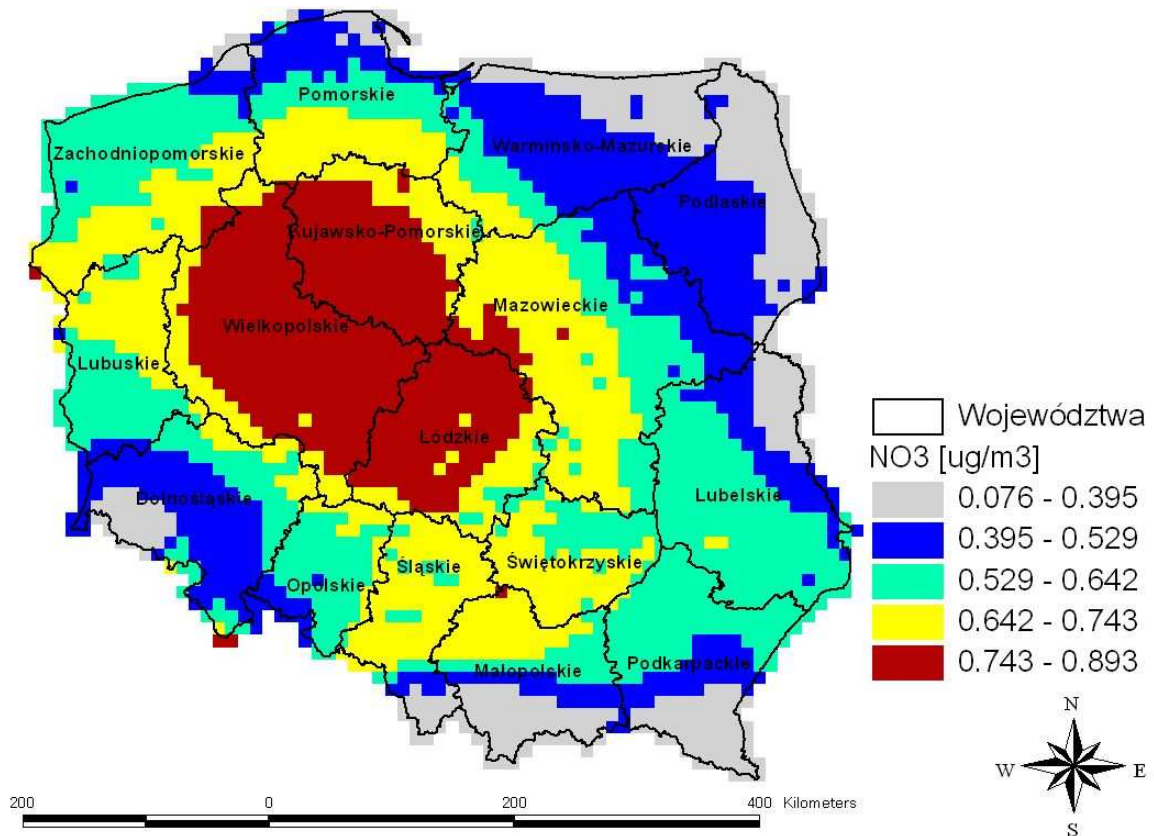 Pomorskie
Zachodniopomorskie
Warmińsko-Mazurskie
Podlaskie
Kujawsko-Pomorskie
Mazowieckie
Wielkopolskie
Lubuskie
Łódzkie
Dolnośląskie
Lubelskie
Opolskie
Śląskie
Świętokrzyskie
Małopolskie
Podkarpackie
Województwa
NO3 [ug/m3]
0.076 - 0.395
0.395 - 0.529
0.529 - 0.642
0.642 - 0.743
0.743 - 0.893
N
W E
S
200 0 200 400 Kilometers